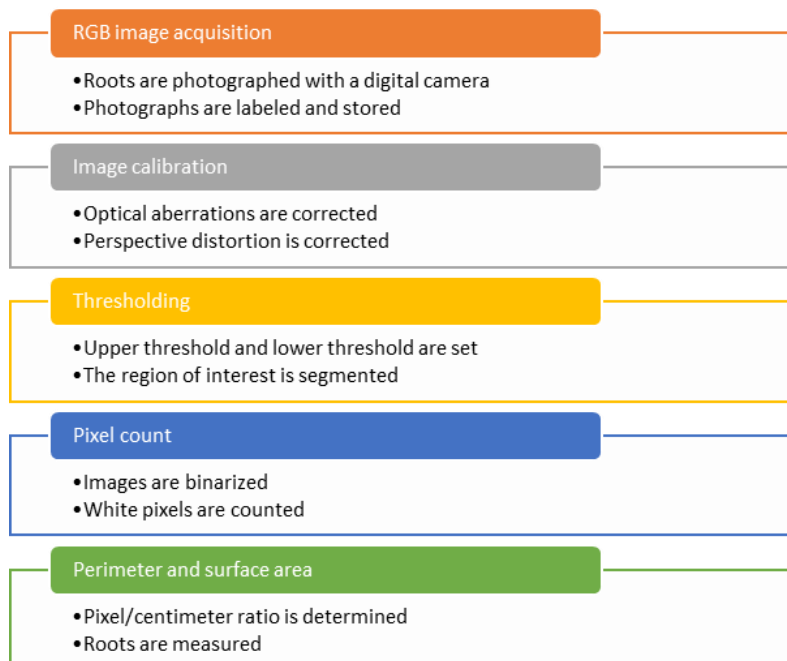 RGB image acquisition
•Roots are photographed with a digital camera
•Photographs are labeled and stored
Image calibration
•Optical aberrations are corrected
•Perspective distortion is corrected
Thresholding
•Upper threshold and lower threshold are set
•The region of interest is segmented
Pixel count
•Images are binarized
•White pixels are counted
Perimeter and surface area
•Pixel/centimeter ratio is determined
•Roots are measured